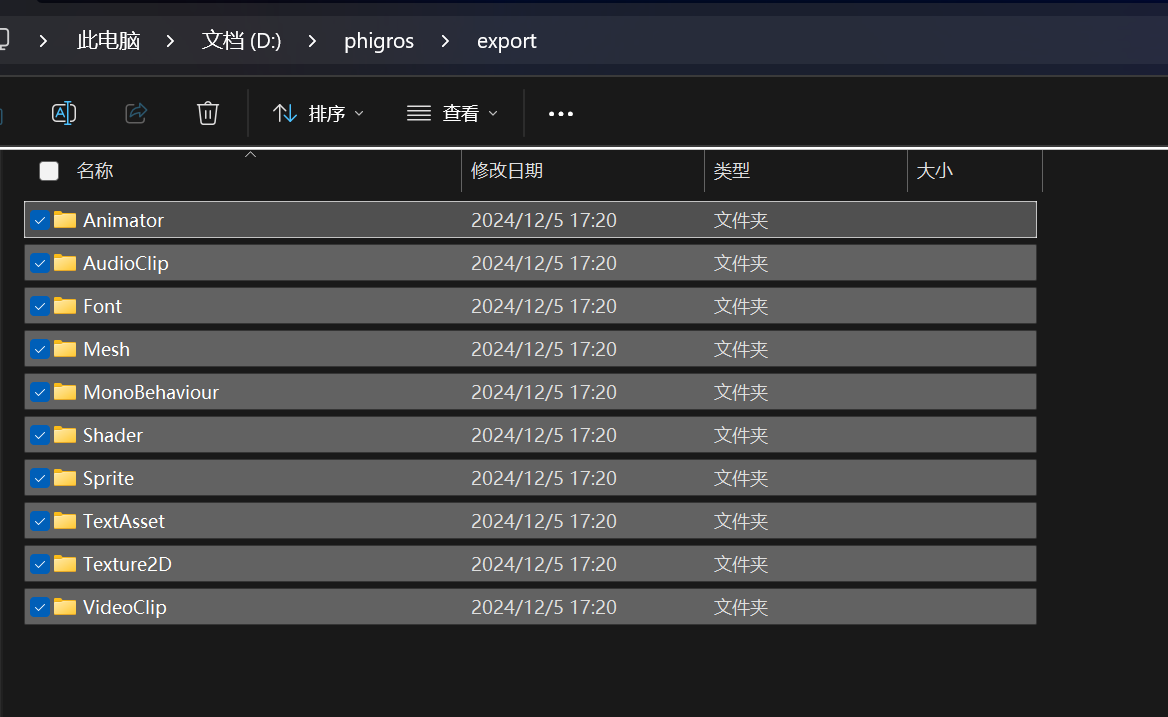 此电脑 > 文档 (D:) > phigros > export
A 排序 查看 •••
名称 修改日期 类型 大小
Animator 2024/12/5 17:20 文件夹
AudioClip 2024/12/5 17:20 文件夹
Font 2024/12/5 17:20 文件夹
Mesh 2024/12/5 17:20 文件夹
MonoBehaviour 2024/12/5 17:20 文件夹
Shader 2024/12/5 17:20 文件夹
Sprite 2024/12/5 17:20 文件夹
TextAsset 2024/12/5 17:20 文件夹
Texture2D 2024/12/5 17:20 文件夹
VideoClip 2024/12/5 17:20 文件夹